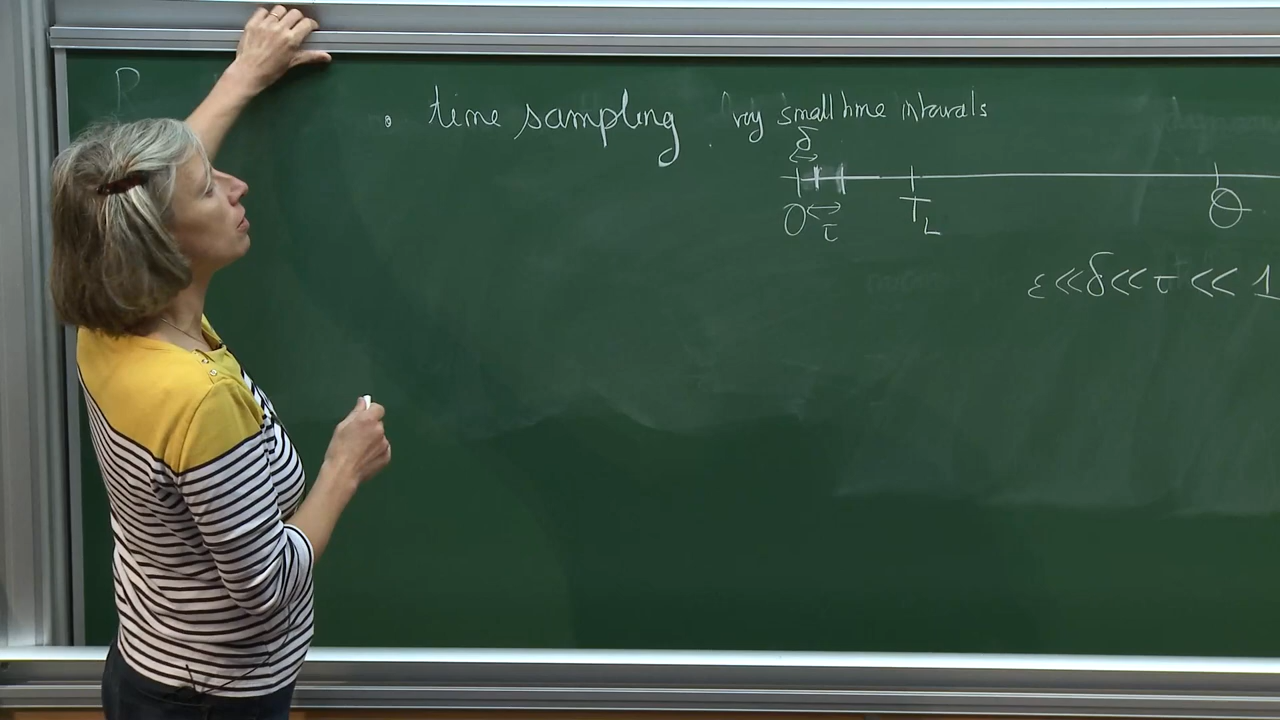 R
• time sampling very small time intervals
δ
0 τ T_L Θ
ε << δ << τ << 1